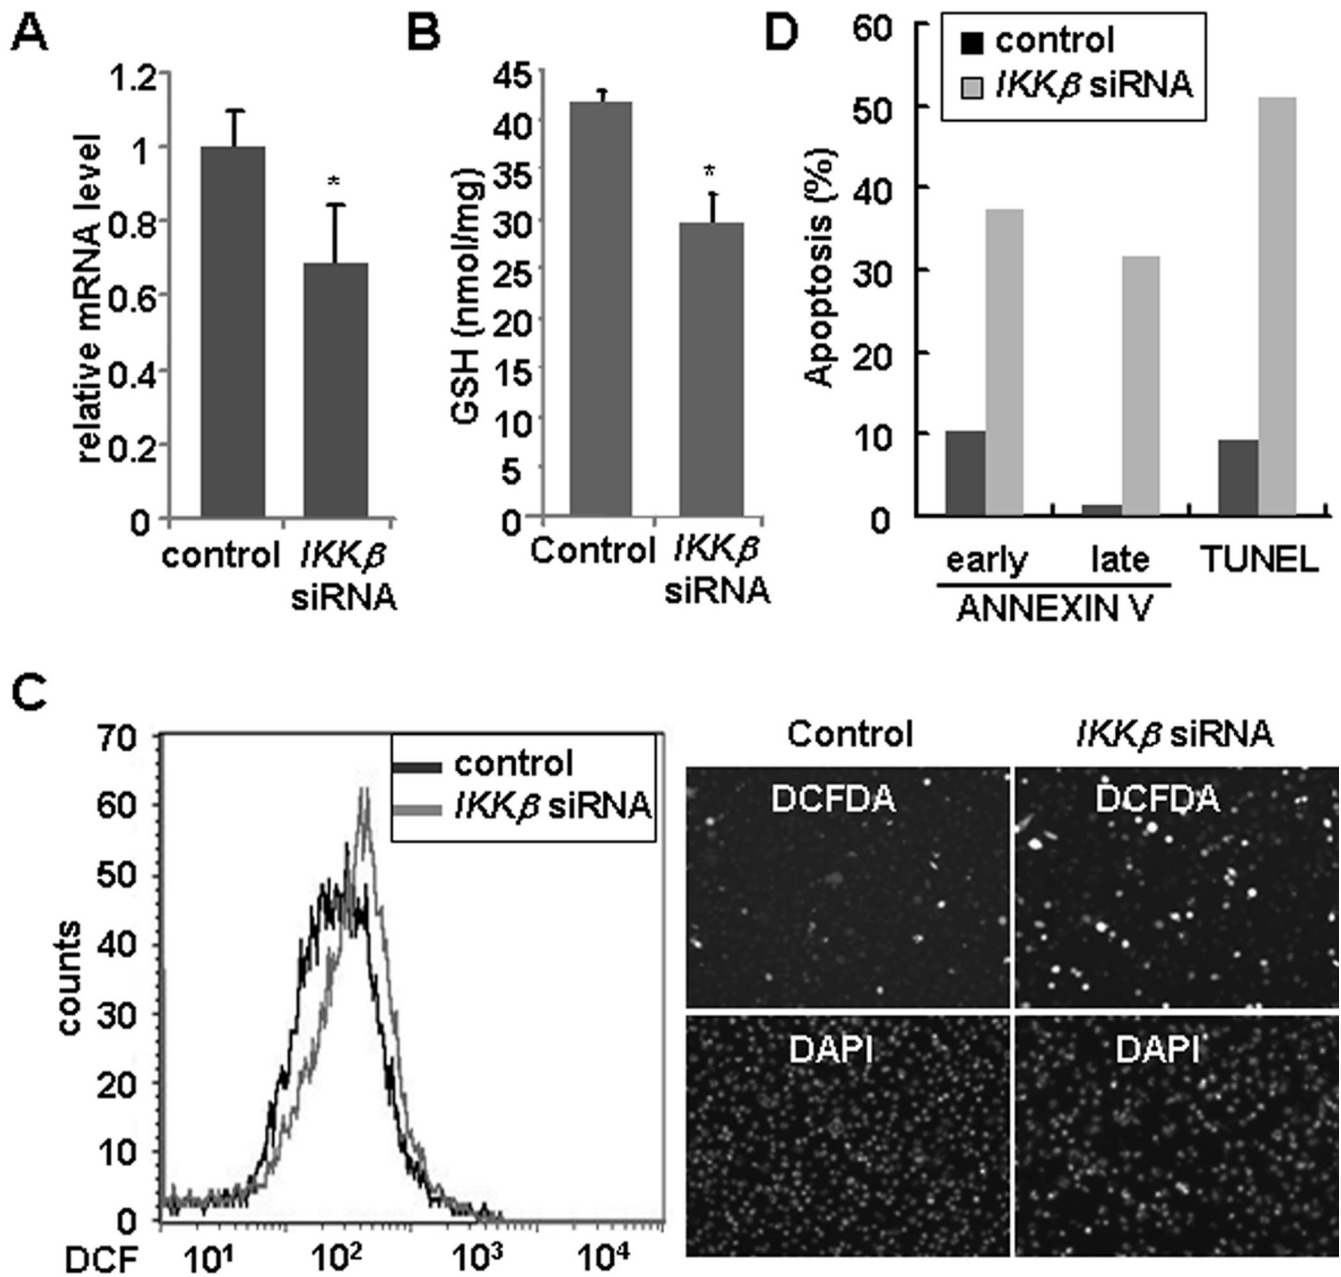 A
relative mRNA level
1.2
1
0.8
0.6
0.4
0.2
0
control
IKKβ
siRNA
*
B
GSH (nmol/mg)
45
40
35
30
25
20
15
10
5
0
Control
IKKβ
siRNA
*
D
Apoptosis (%)
60
50
40
30
20
10
0
control
IKKβ siRNA
early
late
TUNEL
ANNEXIN V
C
counts
70
60
50
40
30
20
10
0
control
IKKβ siRNA
DCF 10¹ 10² 10³ 10⁴
Control
IKKβ siRNA
DCFDA
DCFDA
DAPI
DAPI